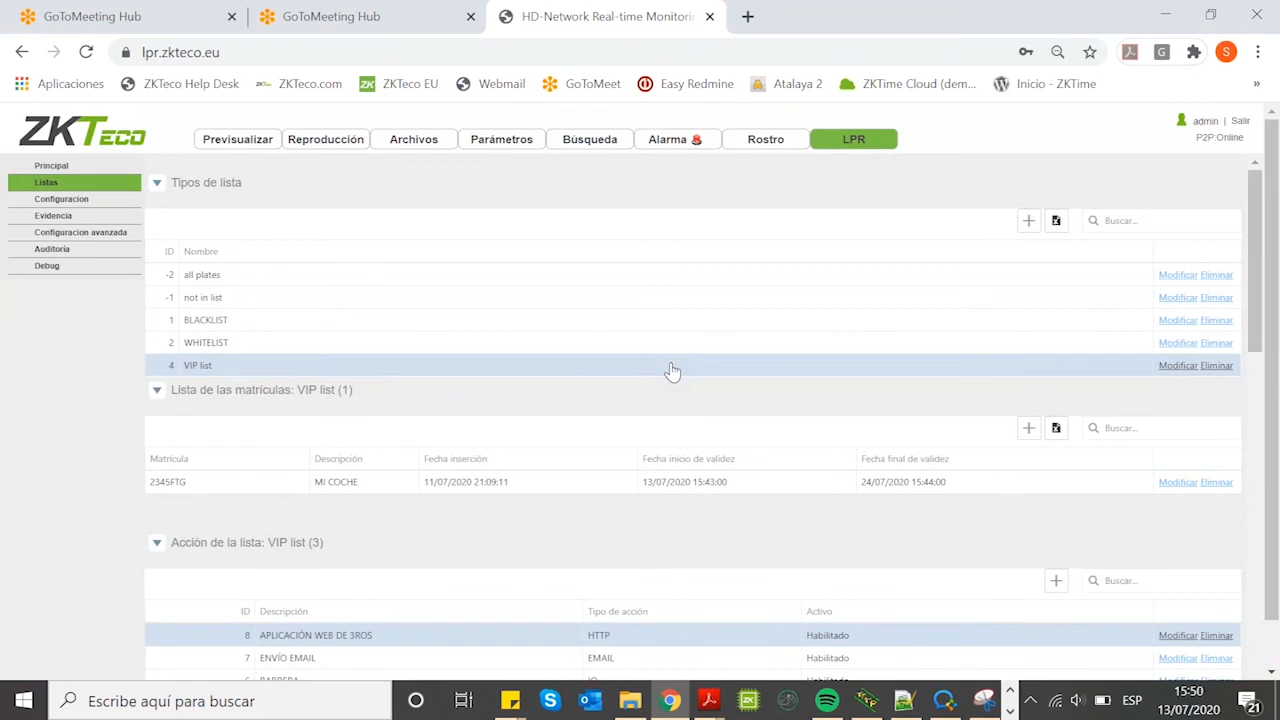 GoToMeeting Hub
GoToMeeting Hub
HD-Network Real-time Monitorin
lpr.zkteco.eu
S
Aplicaciones
ZKTeco Help Desk
ZKTeco.com
ZKTeco EU
Webmail
GoToMeet
Easy Redmine
Atalaya 2
ZKTime Cloud (dem...
Inicio - ZKTime
»
ZKTeco
Previsualizar
Reproducción
Archivos
Parámetros
Búsqueda
Alarma
Rostro
LPR
admin | Salir
P2P:Online
Principal
Listas
Configuracion
Evidencia
Configuracion avanzada
Auditoría
Debug
Tipos de lista
Buscar...
ID Nombre
-2 all plates Modificar Eliminar
-1 not in list Modificar Eliminar
1 BLACKLIST Modificar Eliminar
2 WHITELIST Modificar Eliminar
4 VIP list Modificar Eliminar
Lista de las matrículas: VIP list (1)
Buscar...
Matrícula Descripción Fecha inserción Fecha inicio de validez Fecha final de validez
2345FTG MI COCHE 11/07/2020 21:09:11 13/07/2020 15:43:00 24/07/2020 15:44:00 Modificar Eliminar
Acción de la lista: VIP list (3)
Buscar...
ID Descripción Tipo de acción Activo
8 APLICACIÓN WEB DE 3ROS HTTP Habilitado Modificar Eliminar
7 ENVÍO EMAIL EMAIL Habilitado Modificar Eliminar
Escribe aquí para buscar
ESP
15:50
13/07/2020
21